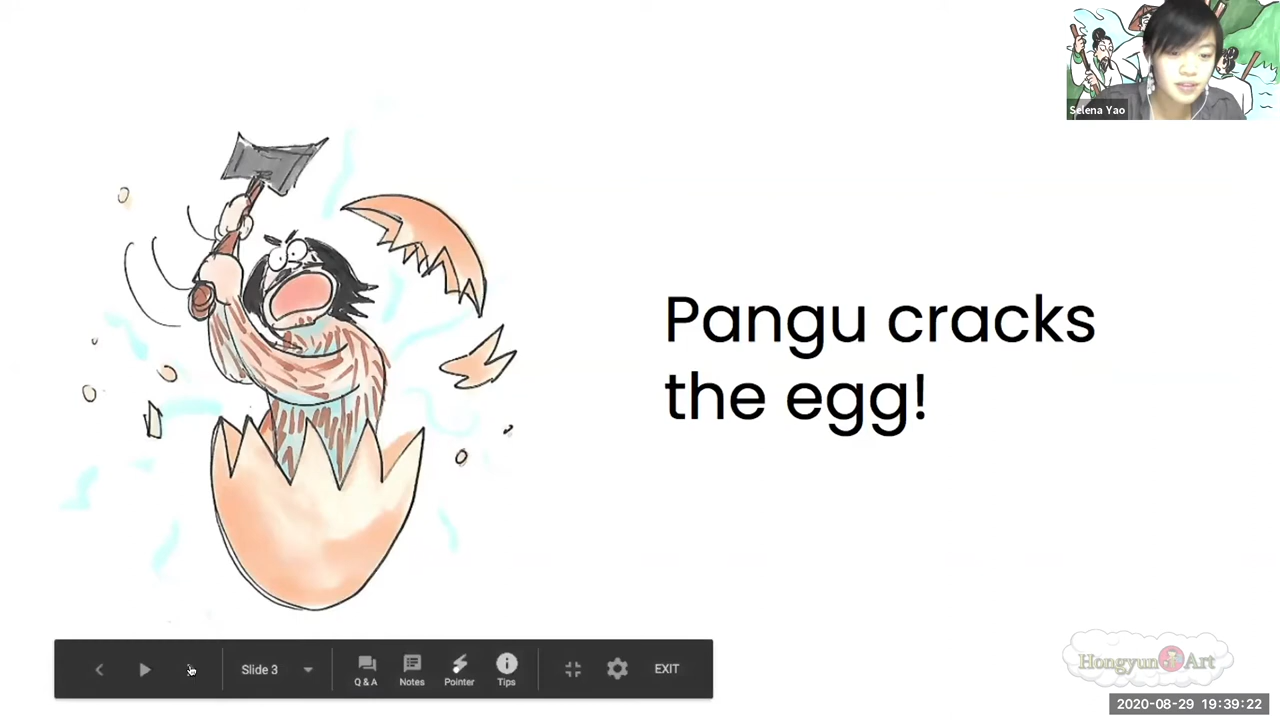 Selena Yao
Pangu cracks
the egg!
Slide 3
Q & A
Notes
Pointer
Tips
EXIT
Hongyun Art
2020-08-29 19:39:22